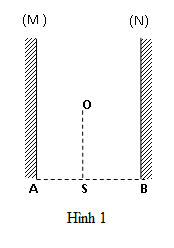 (M) (N)
O
A S B
Hình 1